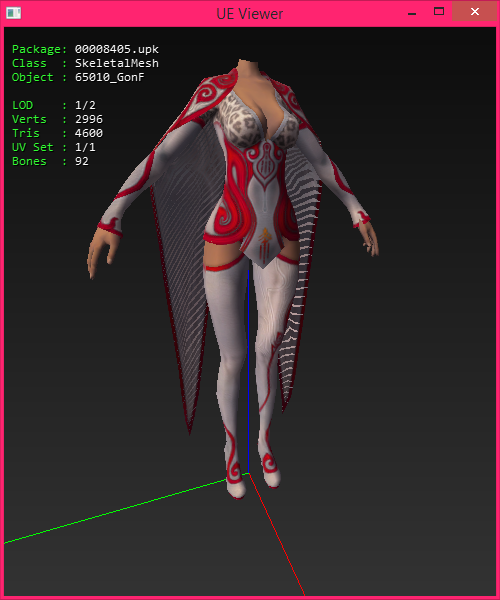 UE Viewer
Package: 00008405.upk
Class  : SkeletalMesh
Object : 65010_GonF
LOD    : 1/2
Verts  : 2996
Tris   : 4600
UV Set : 1/1
Bones  : 92